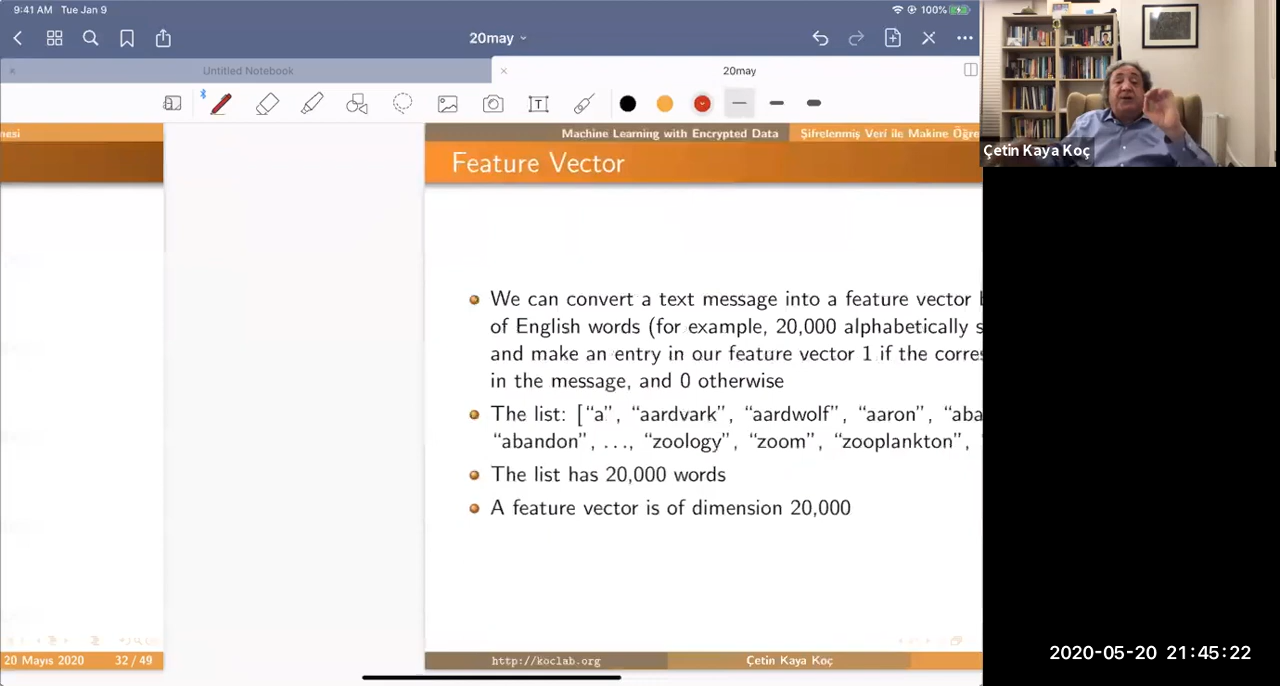 9:41 AM Tue Jan 9
100%
20may
Untitled Notebook
20may
T
nesi
Machine Learning with Encrypted Data
Şifrelenmiş Veri ile Makine Öğre
Feature Vector
We can convert a text message into a feature vector
of English words (for example, 20,000 alphabetically s
and make an entry in our feature vector 1 if the corres
in the message, and 0 otherwise
The list: ["a", "aardvark", "aardwolf", "aaron", "aba
"abandon", ..., "zoology", "zoom", "zooplankton", "
The list has 20,000 words
A feature vector is of dimension 20,000
20 Mayıs 2020 32 / 49
http://koclab.org
Çetin Kaya Koç
Çetin Kaya Koç
2020-05-20 21:45:22